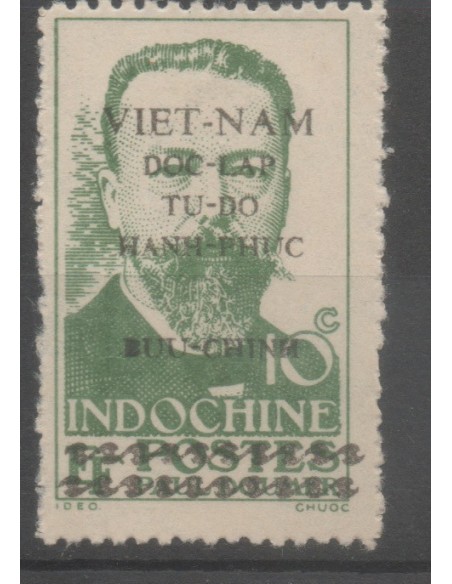 VIET-NAM
DOC-LAP
TU-DO
HANH-PHUC
BUU-CHINH
10C
INDOCHINE
POSTES
IDEO. CHUOC